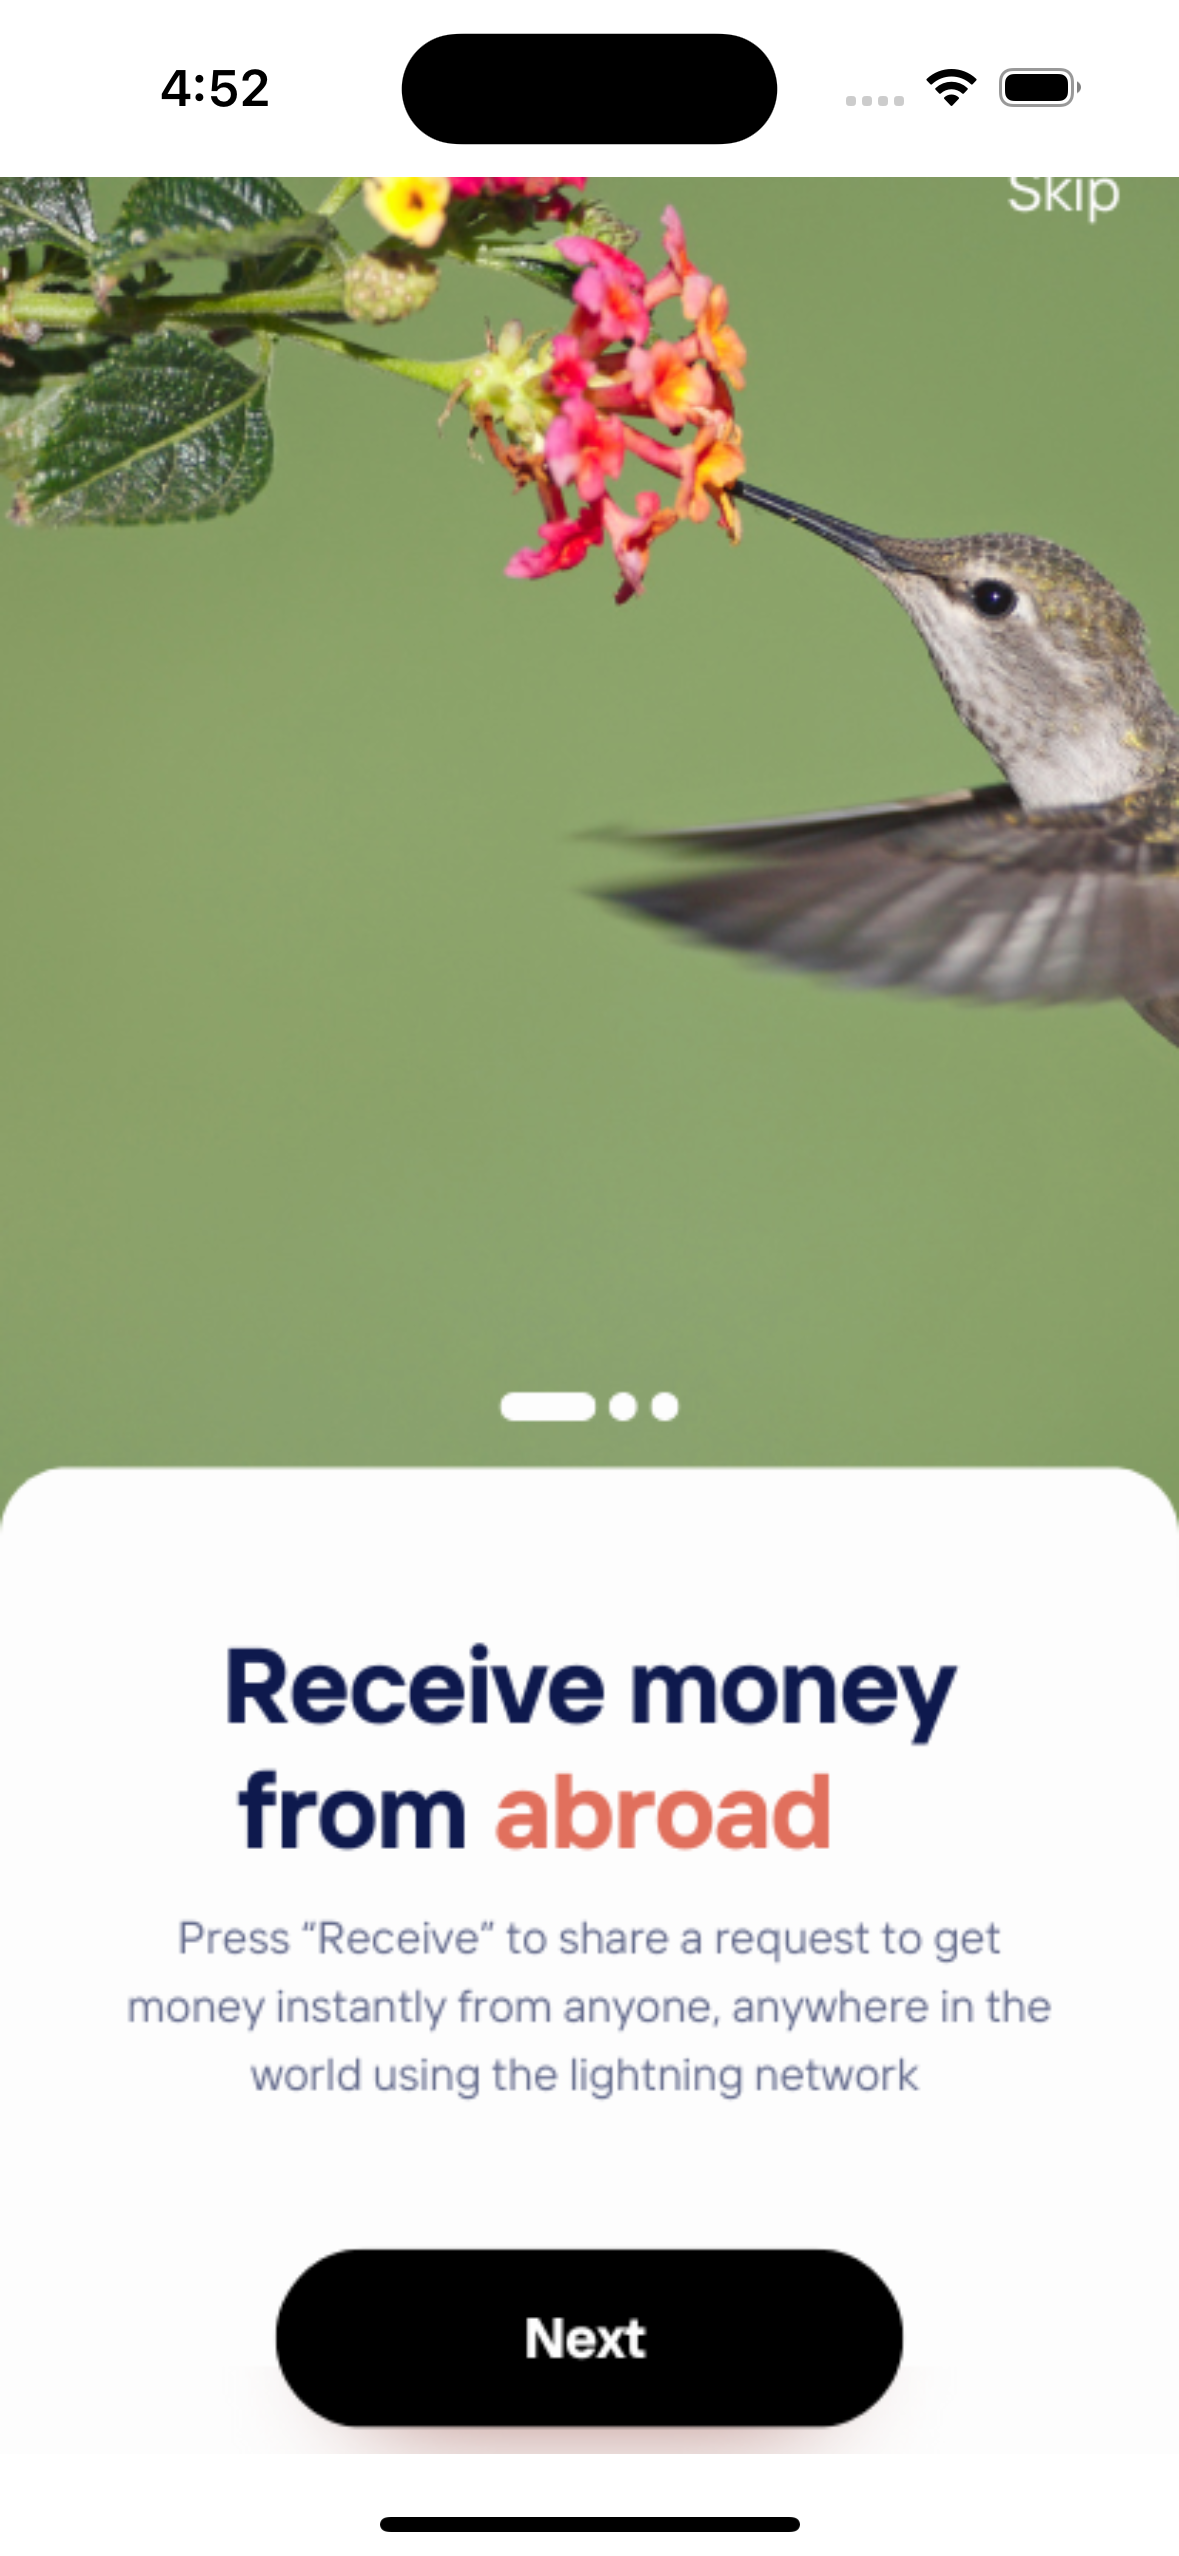 4:52
Skip
Receive money
from abroad
Press “Receive” to share a request to get
money instantly from anyone, anywhere in the
world using the lightning network
Next